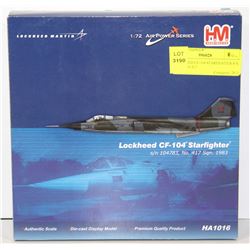 LOCKHEED MARTIN
1:72 AIR POWER SERIES
HM
LOT
3190
Lockheed CF-104 Starfighter
s/n 104783, No. 417 Sqn. 1983
Authentic Scale
Die-cast Display Model
Premium Quality Product
HA1016